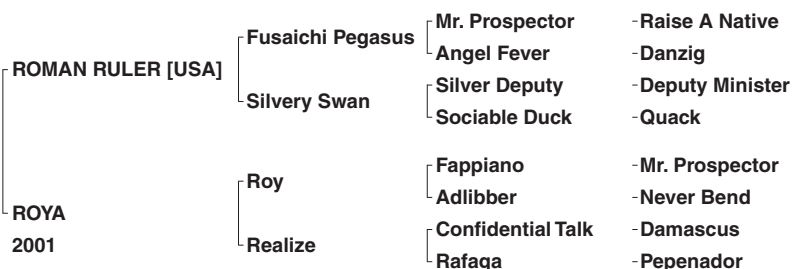 Mr. Prospector -Raise A Native
Fusaichi Pegasus
Angel Fever -Danzig
ROMAN RULER [USA]
Silver Deputy -Deputy Minister
Silvery Swan
Sociable Duck -Quack
Fappiano -Mr. Prospector
Roy
Adlibber -Never Bend
ROYA
Confidential Talk -Damascus
2001 Realize
Rafaga -Pepenador